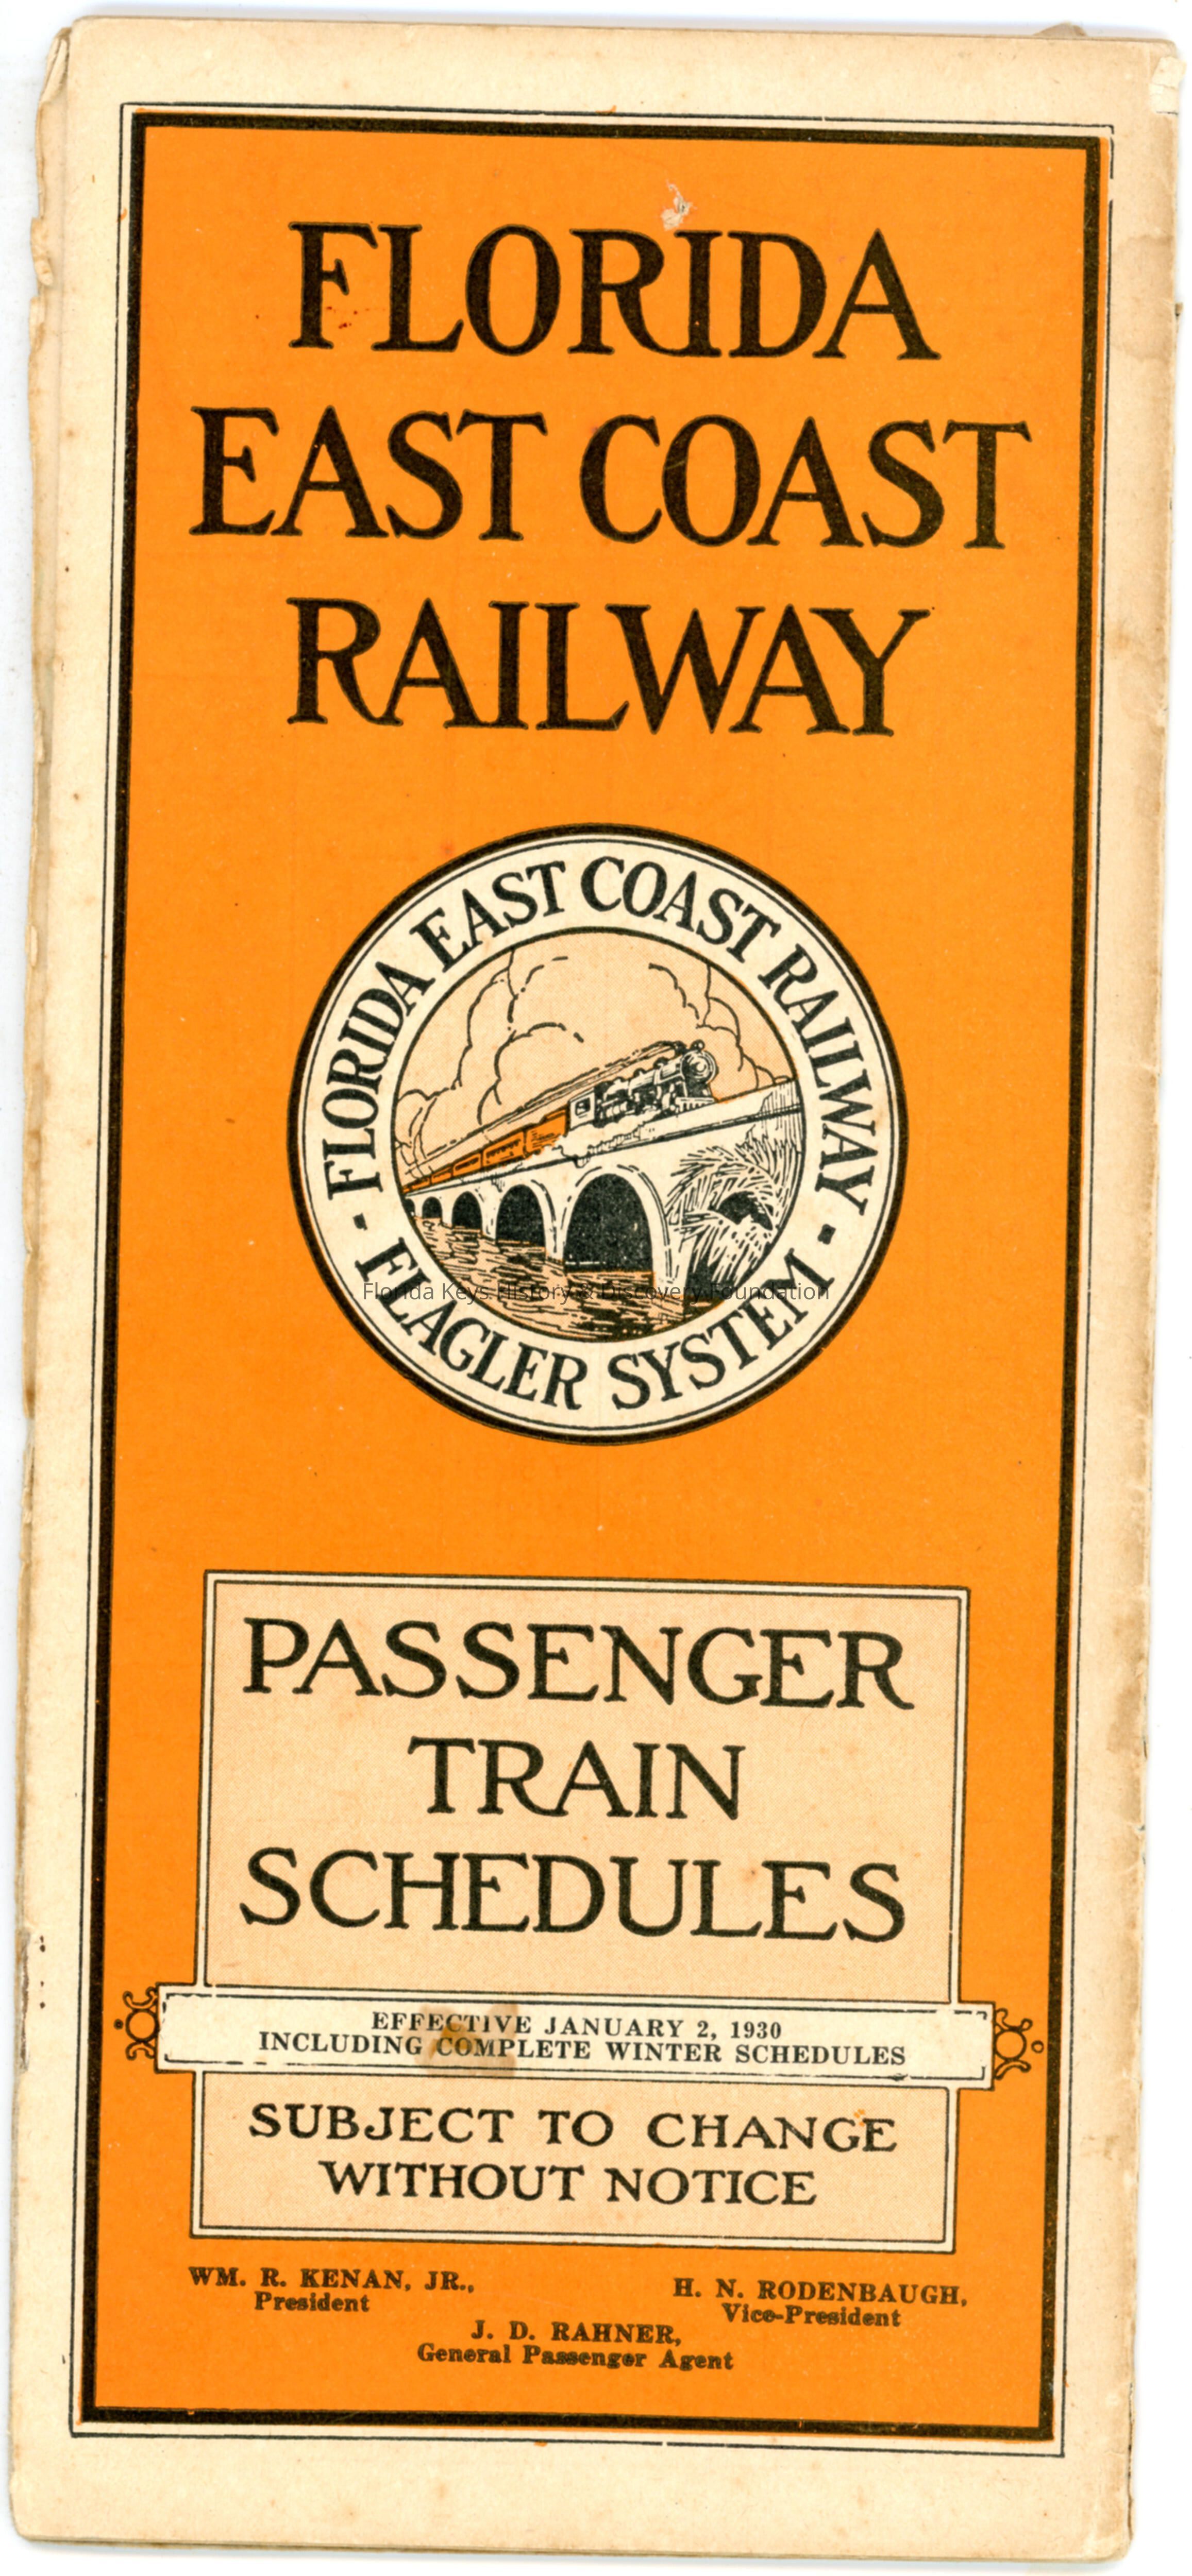 FLORIDA
EAST COAST
RAILWAY
FLORIDA EAST COAST RAILWAY
- FLAGLER SYSTEM -
Florida Keys History & Discovery Foundation
PASSENGER
TRAIN
SCHEDULES
EFFECTIVE JANUARY 2, 1930
INCLUDING COMPLETE WINTER SCHEDULES
SUBJECT TO CHANGE
WITHOUT NOTICE
WM. R. KENAN, JR.,
President
H. N. RODENBAUGH,
Vice-President
J. D. RAHNER,
General Passenger Agent